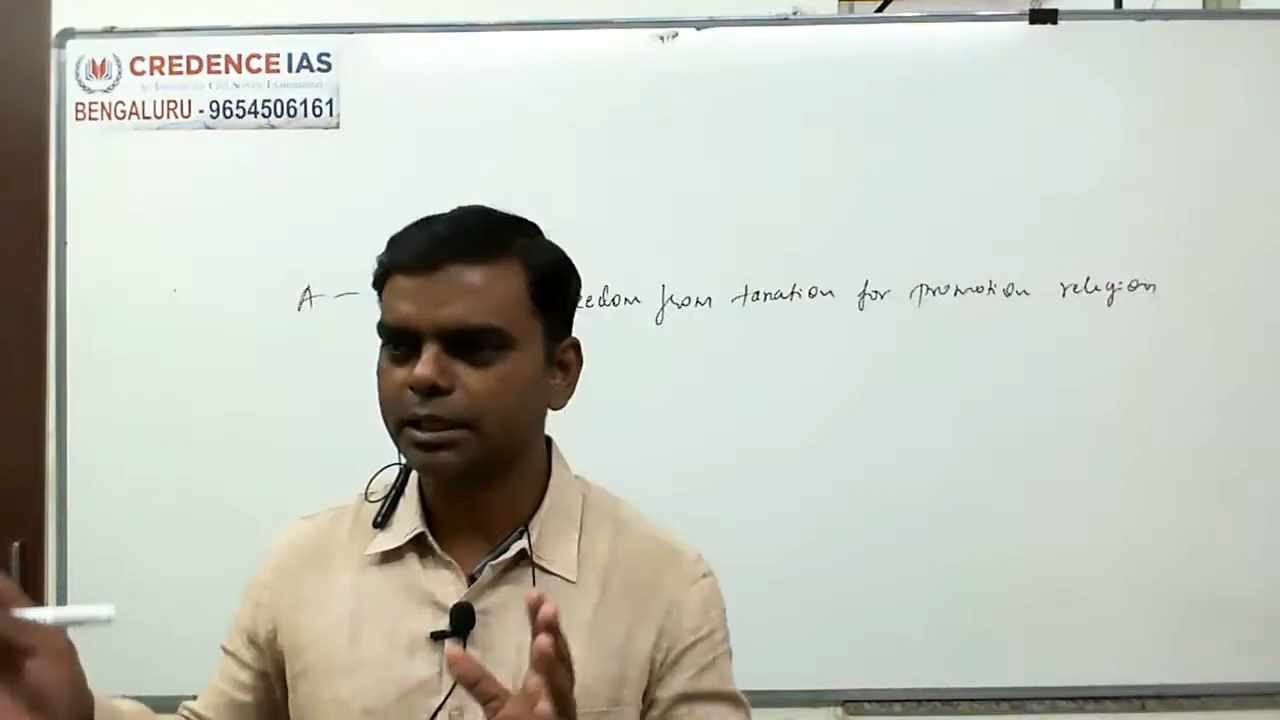 CREDENCE IAS
BENGALURU - 9654506161
A - eedom from taxation for promotion religion